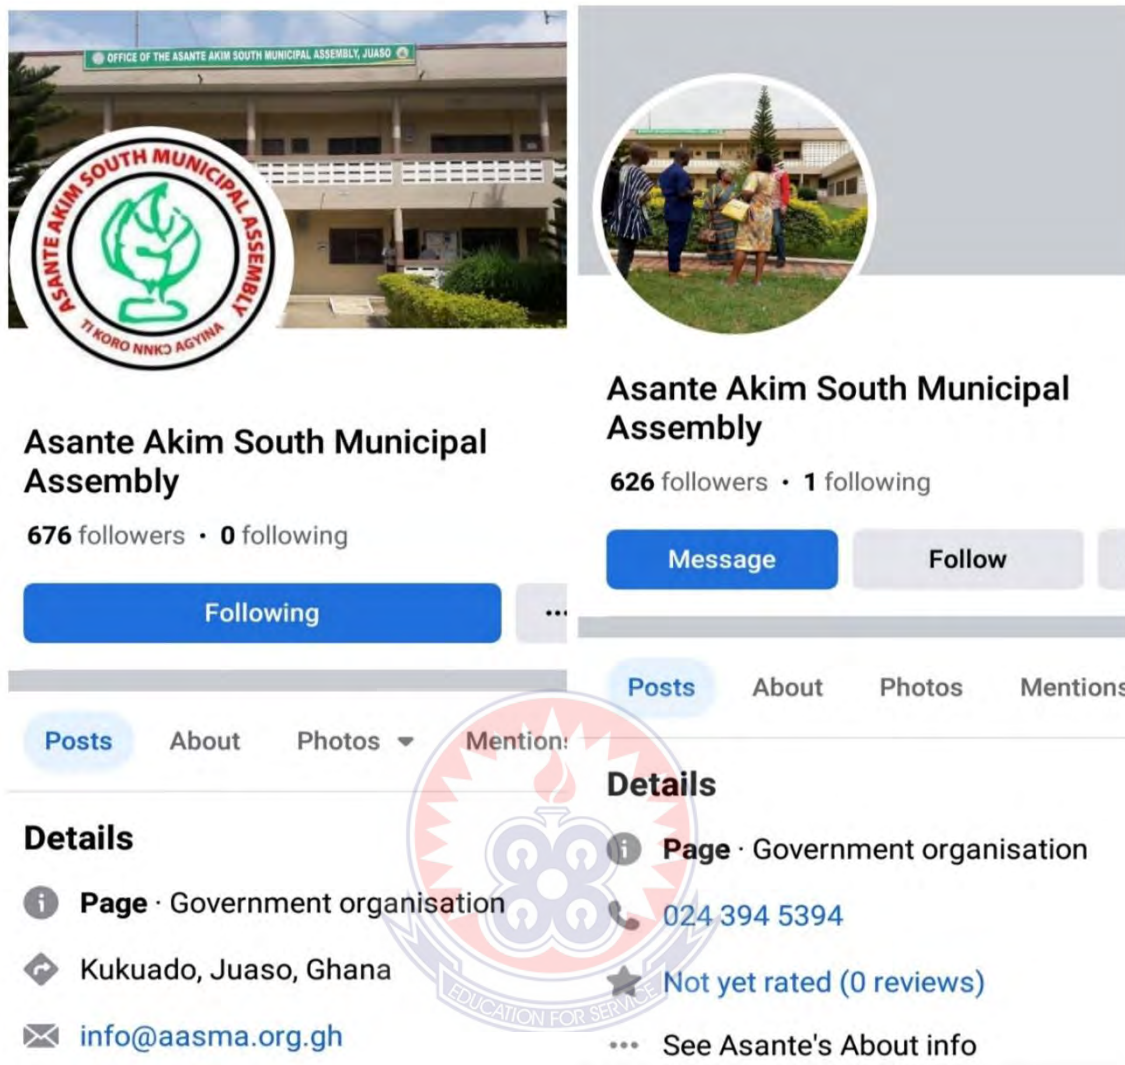 OFFICE OF THE ASANTE AKIM SOUTH MUNICIPAL ASSEMBLY, JUASO
ASANTE AKIM SOUTH MUNICIPAL ASSEMBLY
TI KORO NNKƆ AGYINA
Asante Akim South Municipal
Assembly
676 followers · 0 following
Following
Posts About Photos Mention
Details
Page · Government organisation
Kukuado, Juaso, Ghana
info@aasma.org.gh
Asante Akim South Municipal
Assembly
626 followers · 1 following
Message Follow
Posts About Photos Mentions
Details
Page · Government organisation
024 394 5394
Not yet rated (0 reviews)
See Asante's About info
EDUCATION FOR SERVICE